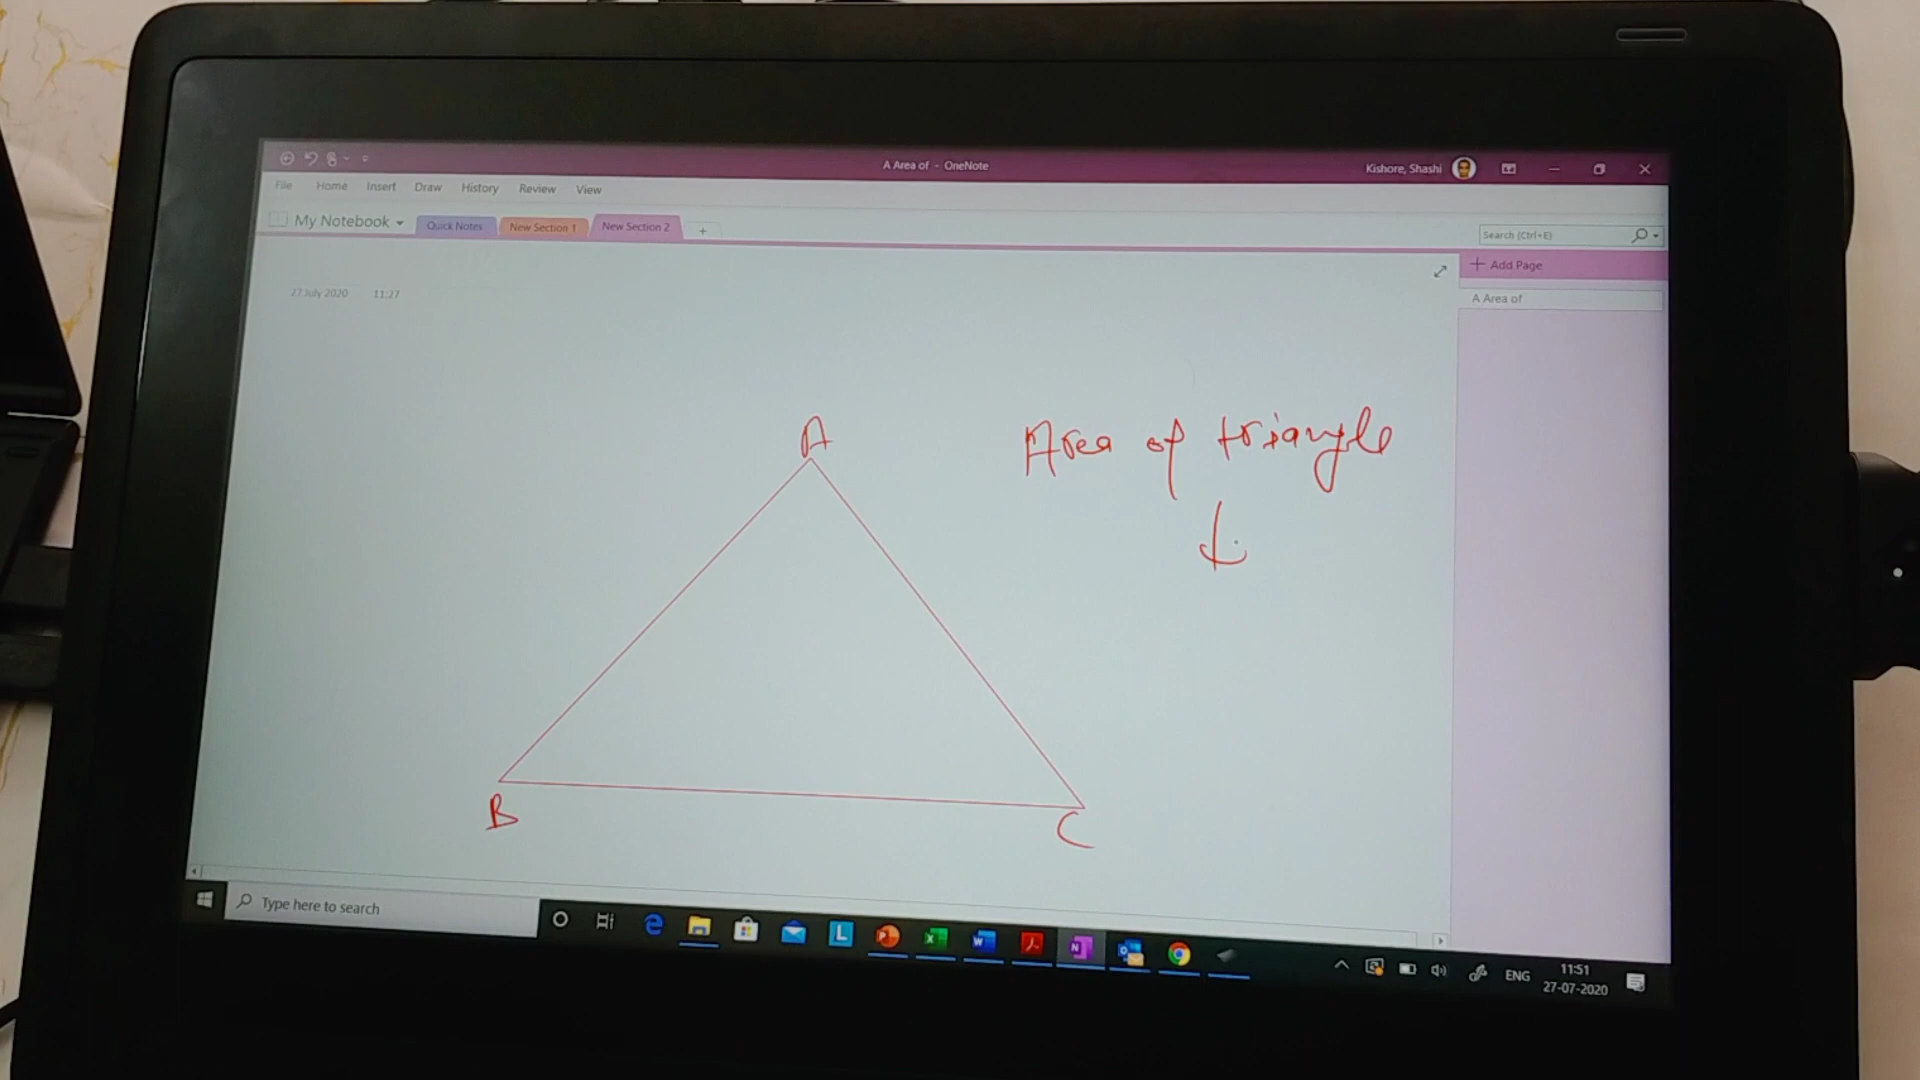 A Area of - OneNote
Kishore, Shashi
File Home Insert Draw History Review View
My Notebook Quick Notes New Section 1 New Section 2 +
Search (Ctrl+E)
+ Add Page
A Area of
27 July 2020 11:27
A
Area of triangle
B
C
Type here to search
ENG
11:51
27-07-2020